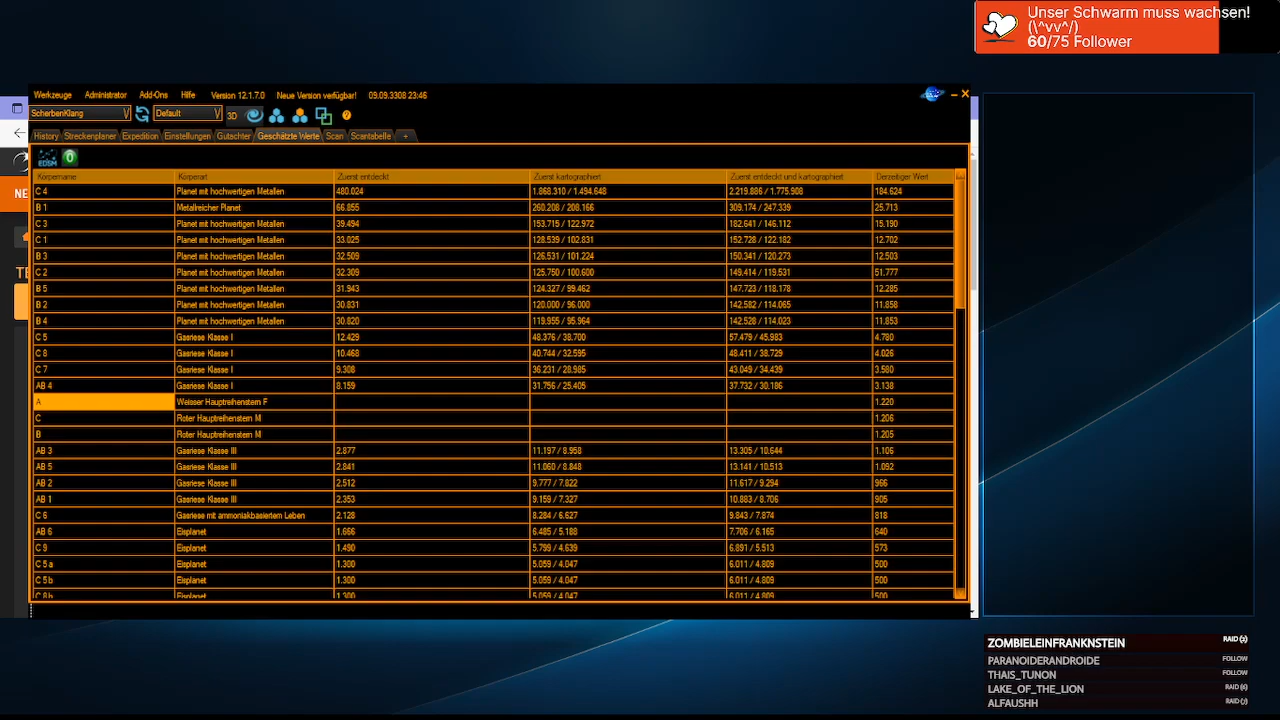 Unser Schwarm muss wachsen!
(\^vv^/)
60/75 Follower
Werkzeuge Administrator Add-Ons Hilfe Version 12.1.7.0 Neue Version verfügbar! 09.09.3308 23:46
ScherbenKlang Default 3D ?
History Streckenplaner Expedition Einstellungen Gutachter Geschätzte Werte Scan Scantabelle +
EDSM 0
Körpername Körperart Zuerst entdeckt Zuerst kartographiert Zuerst entdeckt und kartographiert Derzeitiger Wert
C 4 Planet mit hochwertigen Metallen 480.024 1.868.310 / 1.494.648 2.219.886 / 1.775.908 184.624
B 1 Metallreicher Planet 66.855 260.208 / 208.166 309.174 / 247.339 25.713
C 3 Planet mit hochwertigen Metallen 39.494 153.715 / 122.972 182.641 / 146.112 15.190
C 1 Planet mit hochwertigen Metallen 33.025 128.539 / 102.831 152.728 / 122.182 12.702
B 3 Planet mit hochwertigen Metallen 32.509 126.531 / 101.224 150.341 / 120.273 12.503
C 2 Planet mit hochwertigen Metallen 32.309 125.750 / 100.600 149.414 / 119.531 51.777
B 5 Planet mit hochwertigen Metallen 31.943 124.327 / 99.462 147.723 / 118.178 12.285
B 2 Planet mit hochwertigen Metallen 30.831 120.000 / 96.000 142.582 / 114.065 11.858
B 4 Planet mit hochwertigen Metallen 30.820 119.955 / 95.964 142.528 / 114.023 11.853
C 5 Gasriese Klasse I 12.429 48.376 / 38.700 57.479 / 45.983 4.780
C 8 Gasriese Klasse I 10.468 40.744 / 32.595 48.411 / 38.729 4.026
C 7 Gasriese Klasse I 9.308 36.231 / 28.985 43.049 / 34.439 3.580
AB 4 Gasriese Klasse I 8.159 31.756 / 25.405 37.732 / 30.186 3.138
A Weisser Hauptreihenstern F 1.220
C Roter Hauptreihenstern M 1.206
B Roter Hauptreihenstern M 1.205
AB 3 Gasriese Klasse III 2.877 11.197 / 8.958 13.305 / 10.644 1.106
AB 5 Gasriese Klasse III 2.841 11.060 / 8.848 13.141 / 10.513 1.092
AB 2 Gasriese Klasse III 2.512 9.777 / 7.822 11.617 / 9.294 966
AB 1 Gasriese Klasse III 2.353 9.159 / 7.327 10.883 / 8.706 905
C 6 Gasriese mit ammoniakbasiertem Leben 2.128 8.284 / 6.627 9.843 / 7.874 818
AB 6 Eisplanet 1.666 6.485 / 5.188 7.706 / 6.165 640
C 9 Eisplanet 1.490 5.799 / 4.639 6.891 / 5.513 573
C 5 a Eisplanet 1.300 5.059 / 4.047 6.011 / 4.809 500
C 5 b Eisplanet 1.300 5.059 / 4.047 6.011 / 4.809 500
C 8 b Eisplanet 1.300 5.059 / 4.047 6.011 / 4.809 500
NE
TE
ZOMBIELEINFRANKNSTEIN
PARANOIDERANDROIDE FOLLOW
THAIS_TUNON FOLLOW
LAKE_OF_THE_LION
ALFAUSHH